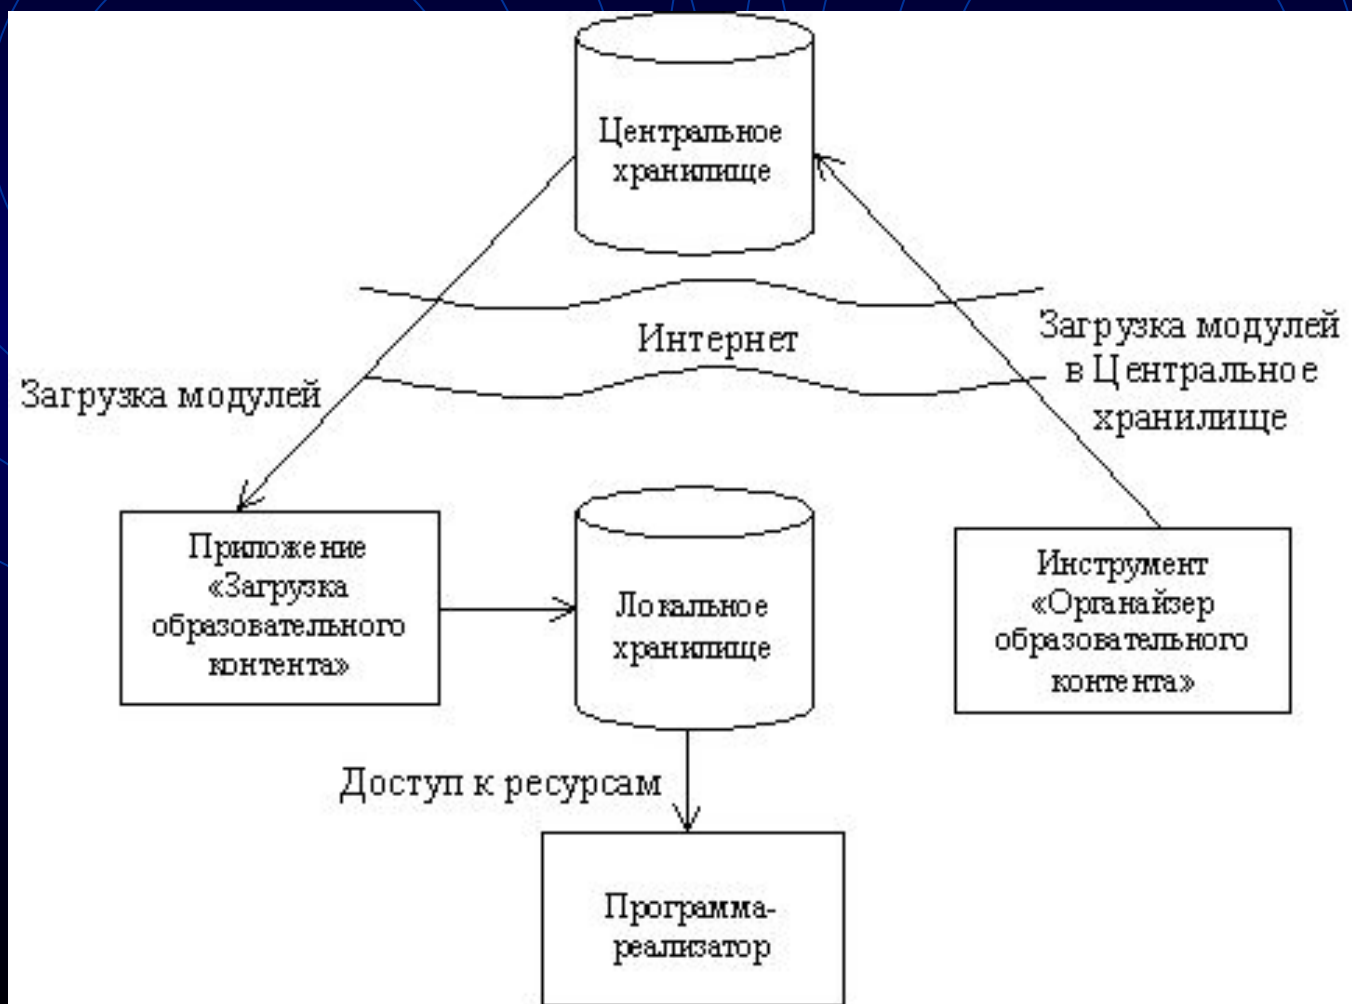 Центральное
хранилище
Интернет
Загрузка модулей
Загрузка модулей
в Центральное
хранилище
Приложение
«Загрузка
образовательного
контента»
Локальное
хранилище
Инструмент
«Органайзер
образовательного
контента»
Доступ к ресурсам
Программа-
реализатор